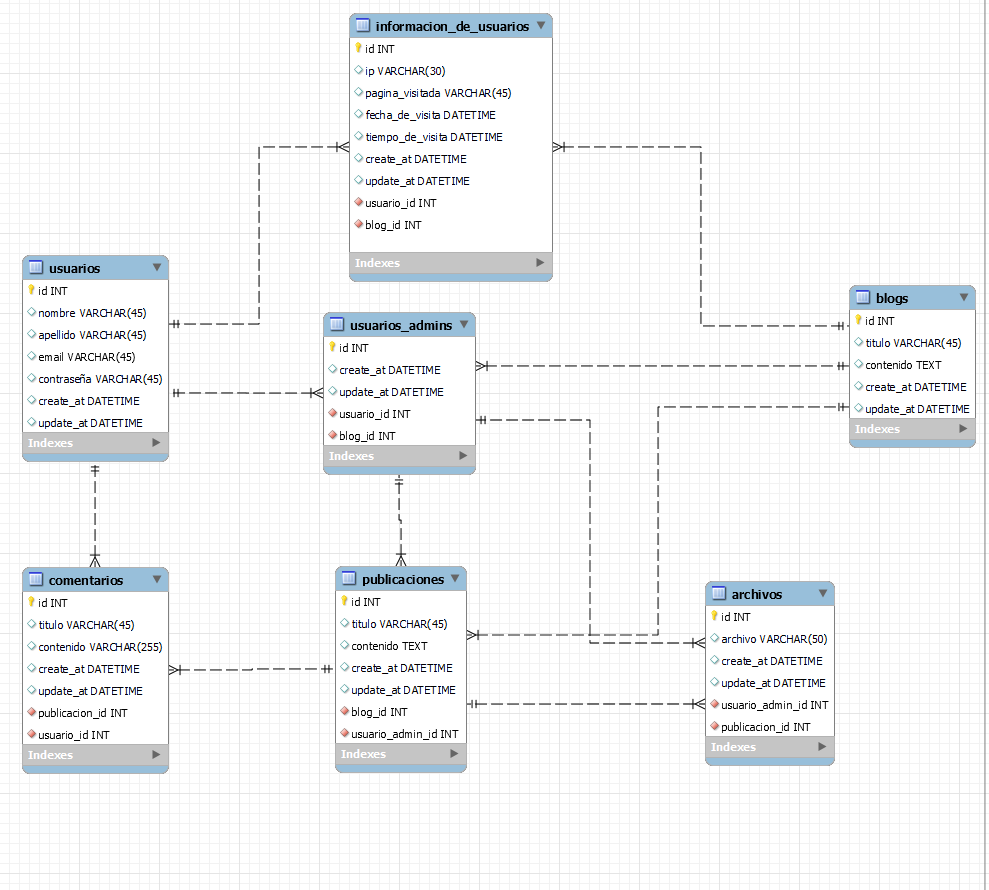 informacion_de_usuarios
id INT
ip VARCHAR(30)
pagina_visitada VARCHAR(45)
fecha_de_visita DATETIME
tiempo_de_visita DATETIME
create_at DATETIME
update_at DATETIME
usuario_id INT
blog_id INT
Indexes
usuarios
id INT
nombre VARCHAR(45)
apellido VARCHAR(45)
email VARCHAR(45)
contraseña VARCHAR(45)
create_at DATETIME
update_at DATETIME
Indexes
usuarios_admins
id INT
create_at DATETIME
update_at DATETIME
usuario_id INT
blog_id INT
Indexes
blogs
id INT
titulo VARCHAR(45)
contenido TEXT
create_at DATETIME
update_at DATETIME
Indexes
comentarios
id INT
titulo VARCHAR(45)
contenido VARCHAR(255)
create_at DATETIME
update_at DATETIME
publicacion_id INT
usuario_id INT
Indexes
publicaciones
id INT
titulo VARCHAR(45)
contenido TEXT
create_at DATETIME
update_at DATETIME
blog_id INT
usuario_admin_id INT
Indexes
archivos
id INT
archivo VARCHAR(50)
create_at DATETIME
update_at DATETIME
usuario_admin_id INT
publicacion_id INT
Indexes